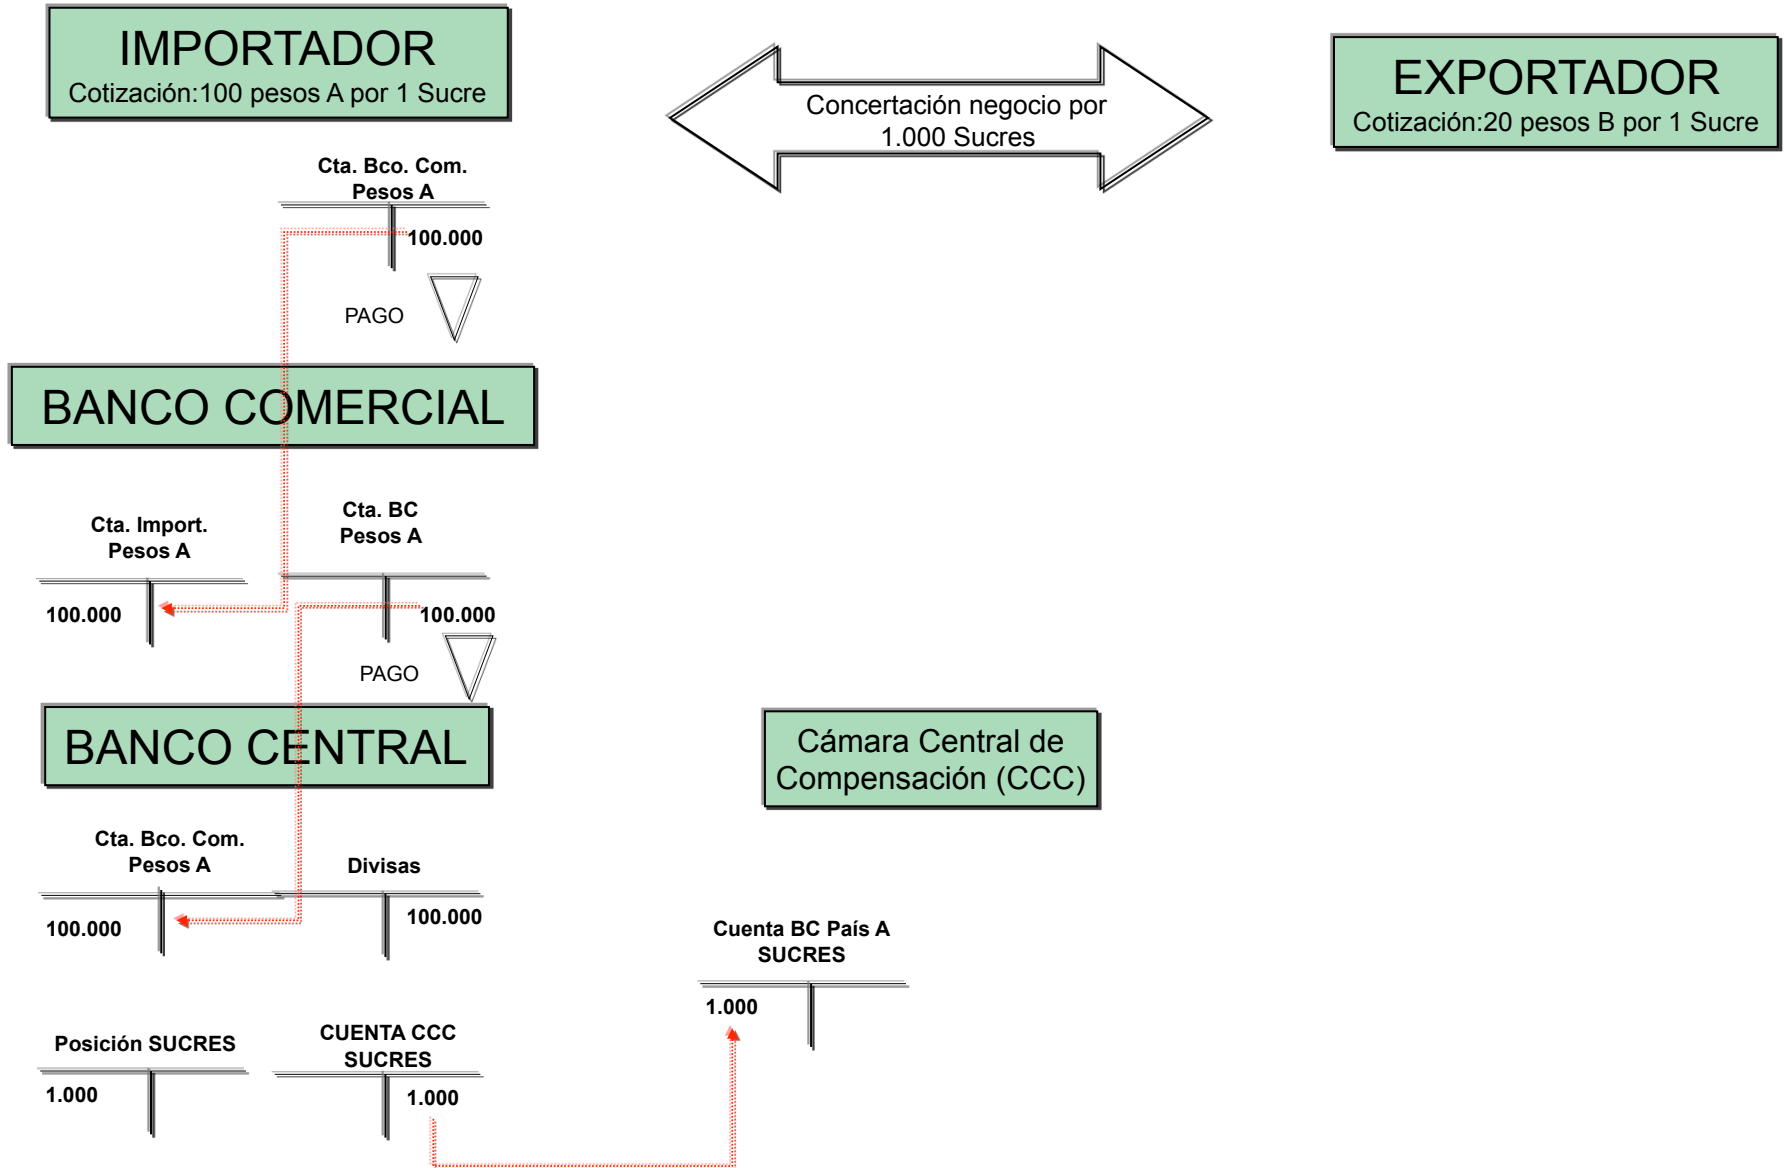 IMPORTADOR
Cotización:100 pesos A por 1 Sucre
Concertación negocio por
1.000 Sucres
EXPORTADOR
Cotización:20 pesos B por 1 Sucre
Cta. Bco. Com.
Pesos A
100.000
PAGO
BANCO COMERCIAL
Cta. Import.
Pesos A
100.000
Cta. BC
Pesos A
100.000
PAGO
BANCO CENTRAL
Cámara Central de
Compensación (CCC)
Cta. Bco. Com.
Pesos A
100.000
Divisas
100.000
Cuenta BC País A
SUCRES
1.000
Posición SUCRES
1.000
CUENTA CCC
SUCRES
1.000